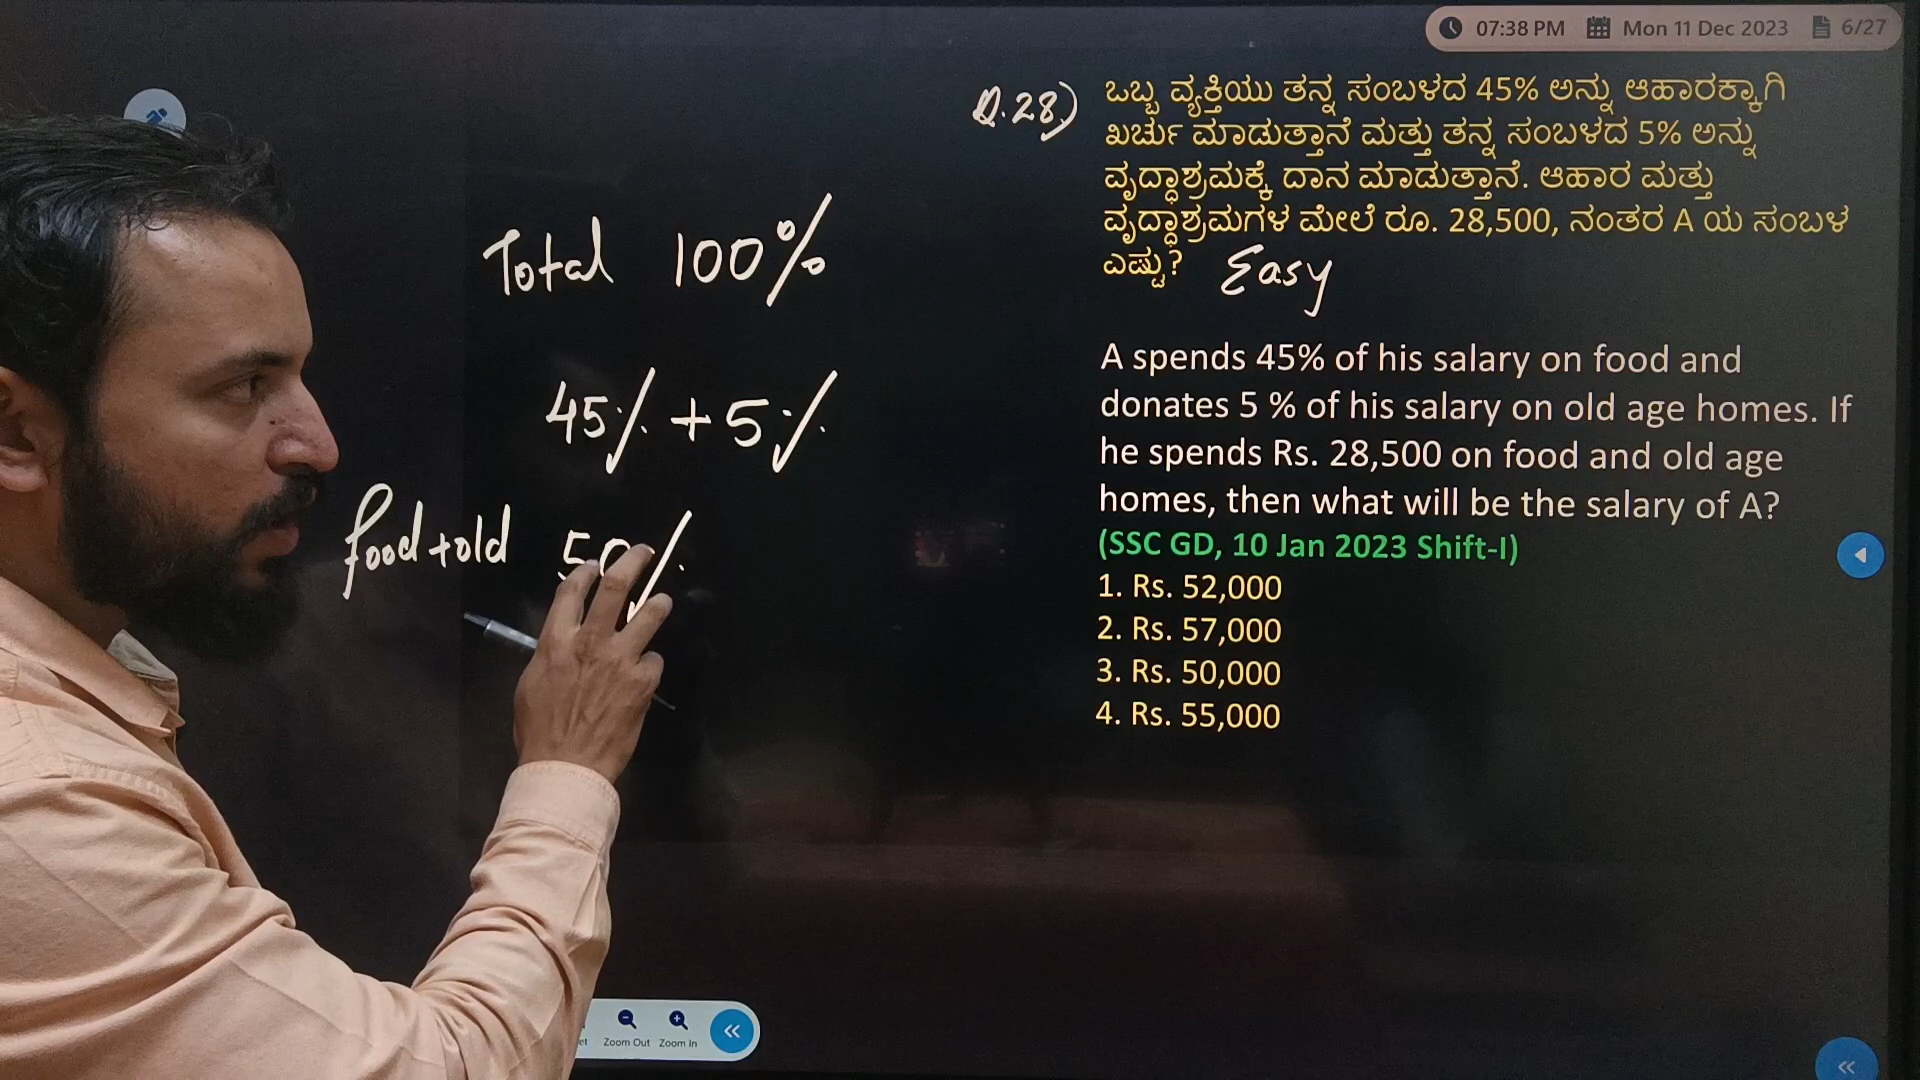 07:38 PM Mon 11 Dec 2023 6/27
Q.28)
ಒಬ್ಬ ವ್ಯಕ್ತಿಯು ತನ್ನ ಸಂಬಳದ 45% ಅನ್ನು ಆಹಾರಕ್ಕಾಗಿ
ಖರ್ಚು ಮಾಡುತ್ತಾನೆ ಮತ್ತು ತನ್ನ ಸಂಬಳದ 5% ಅನ್ನು
ವೃದ್ಧಾಶ್ರಮಕ್ಕೆ ದಾನ ಮಾಡುತ್ತಾನೆ. ಆಹಾರ ಮತ್ತು
ವೃದ್ಧಾಶ್ರಮಗಳ ಮೇಲೆ ರೂ. 28,500, ನಂತರ A ಯ ಸಂಬಳ
ಎಷ್ಟು? Easy
A spends 45% of his salary on food and
donates 5 % of his salary on old age homes. If
he spends Rs. 28,500 on food and old age
homes, then what will be the salary of A?
(SSC GD, 10 Jan 2023 Shift-I)
1. Rs. 52,000
2. Rs. 57,000
3. Rs. 50,000
4. Rs. 55,000
Total 100%
45% + 5%
food + old 50%
Zoom Out Zoom In